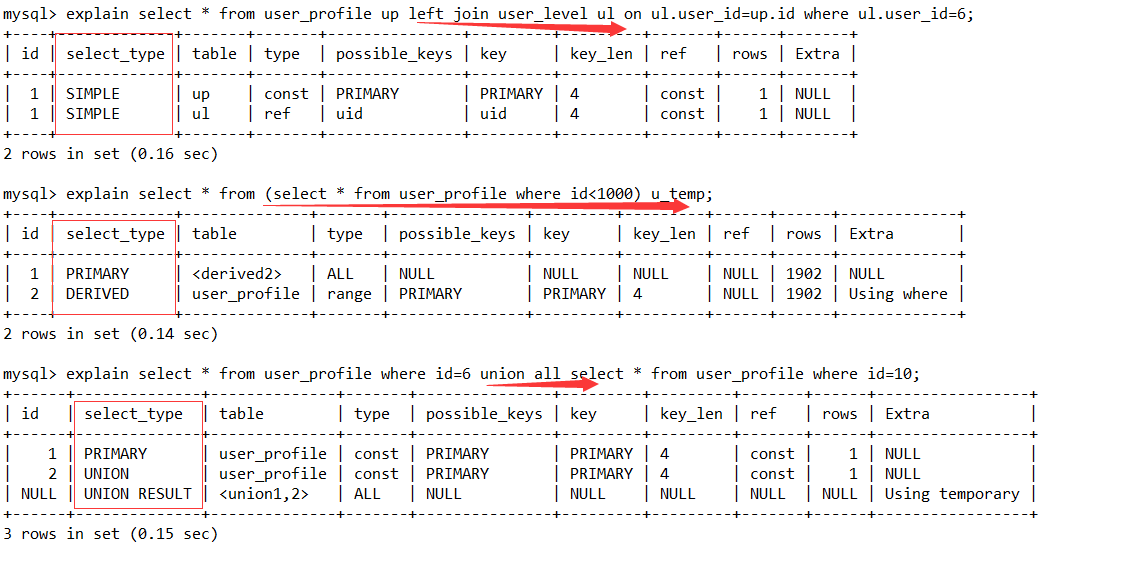 mysql> explain select * from user_profile up left join user_level ul on ul.user_id=up.id where ul.user_id=6;
+----+-------------+-------+-------+---------------+---------+---------+-------+------+-------+
| id | select_type | table | type  | possible_keys | key     | key_len | ref   | rows | Extra |
+----+-------------+-------+-------+---------------+---------+---------+-------+------+-------+
|  1 | SIMPLE      | up    | const | PRIMARY       | PRIMARY | 4       | const |    1 | NULL  |
|  1 | SIMPLE      | ul    | ref   | uid           | uid     | 4       | const |    1 | NULL  |
+----+-------------+-------+-------+---------------+---------+---------+-------+------+-------+
2 rows in set (0.16 sec)

mysql> explain select * from (select * from user_profile where id<1000) u_temp;
+----+-------------+--------------+-------+---------------+---------+---------+------+------+-------------+
| id | select_type | table        | type  | possible_keys | key     | key_len | ref  | rows | Extra       |
+----+-------------+--------------+-------+---------------+---------+---------+------+------+-------------+
|  1 | PRIMARY     | <derived2>   | ALL   | NULL          | NULL    | NULL    | NULL | 1902 | NULL        |
|  2 | DERIVED     | user_profile | range | PRIMARY       | PRIMARY | 4       | NULL | 1902 | Using where |
+----+-------------+--------------+-------+---------------+---------+---------+------+------+-------------+
2 rows in set (0.14 sec)

mysql> explain select * from user_profile where id=6 union all select * from user_profile where id=10;
+------+--------------+--------------+-------+---------------+---------+---------+-------+------+-----------------+
| id   | select_type  | table        | type  | possible_keys | key     | key_len | ref   | rows | Extra           |
+------+--------------+--------------+-------+---------------+---------+---------+-------+------+-----------------+
|    1 | PRIMARY      | user_profile | const | PRIMARY       | PRIMARY | 4       | const |    1 | NULL            |
|    2 | UNION        | user_profile | const | PRIMARY       | PRIMARY | 4       | const |    1 | NULL            |
| NULL | UNION RESULT | <union1,2>   | ALL   | NULL          | NULL    | NULL    | NULL  | NULL | Using temporary |
+------+--------------+--------------+-------+---------------+---------+---------+-------+------+-----------------+
3 rows in set (0.15 sec)